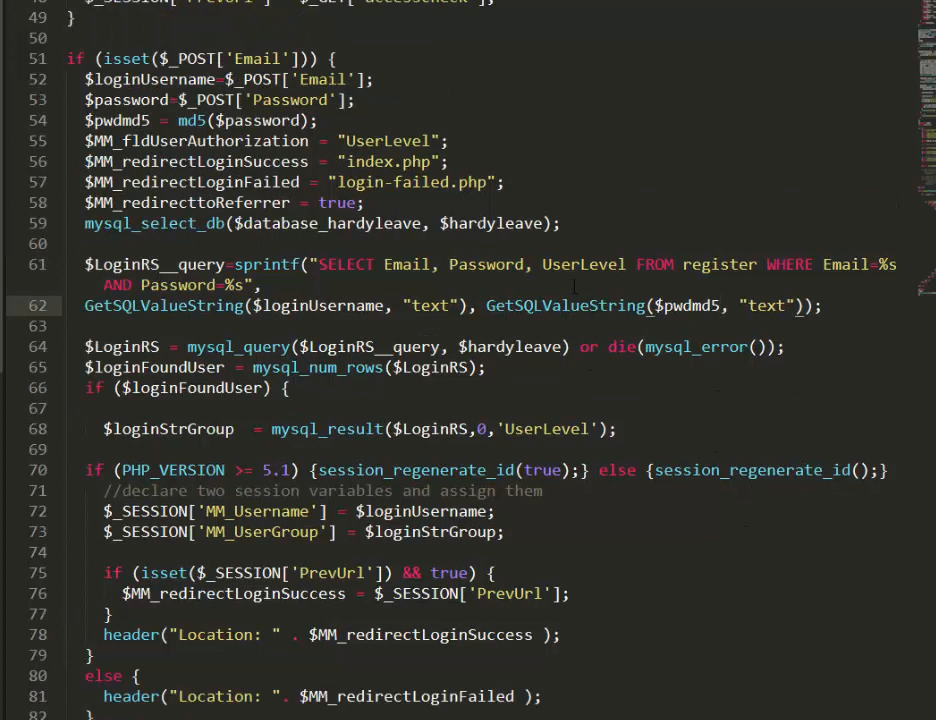 49 }
50
51 if (isset($_POST['Email'])) {
52 $loginUsername=$_POST['Email'];
53 $password=$_POST['Password'];
54 $pwdmd5 = md5($password);
55 $MM_fldUserAuthorization = "UserLevel";
56 $MM_redirectLoginSuccess = "index.php";
57 $MM_redirectLoginFailed = "login-failed.php";
58 $MM_redirecttoReferrer = true;
59 mysql_select_db($database_hardyleave, $hardyleave);
60
61 $LoginRS__query=sprintf("SELECT Email, Password, UserLevel FROM register WHERE Email=%s
AND Password=%s",
62 GetSQLValueString($loginUsername, "text"), GetSQLValueString($pwdmd5, "text"));
63
64 $LoginRS = mysql_query($LoginRS__query, $hardyleave) or die(mysql_error());
65 $loginFoundUser = mysql_num_rows($LoginRS);
66 if ($loginFoundUser) {
67
68 $loginStrGroup  = mysql_result($LoginRS,0,'UserLevel');
69
70 if (PHP_VERSION >= 5.1) {session_regenerate_id(true);} else {session_regenerate_id();}
71 //declare two session variables and assign them
72 $_SESSION['MM_Username'] = $loginUsername;
73 $_SESSION['MM_UserGroup'] = $loginStrGroup;
74
75 if (isset($_SESSION['PrevUrl']) && true) {
76 $MM_redirectLoginSuccess = $_SESSION['PrevUrl'];
77 }
78 header("Location: " . $MM_redirectLoginSuccess );
79 }
80 else {
81 header("Location: ". $MM_redirectLoginFailed );
82 }